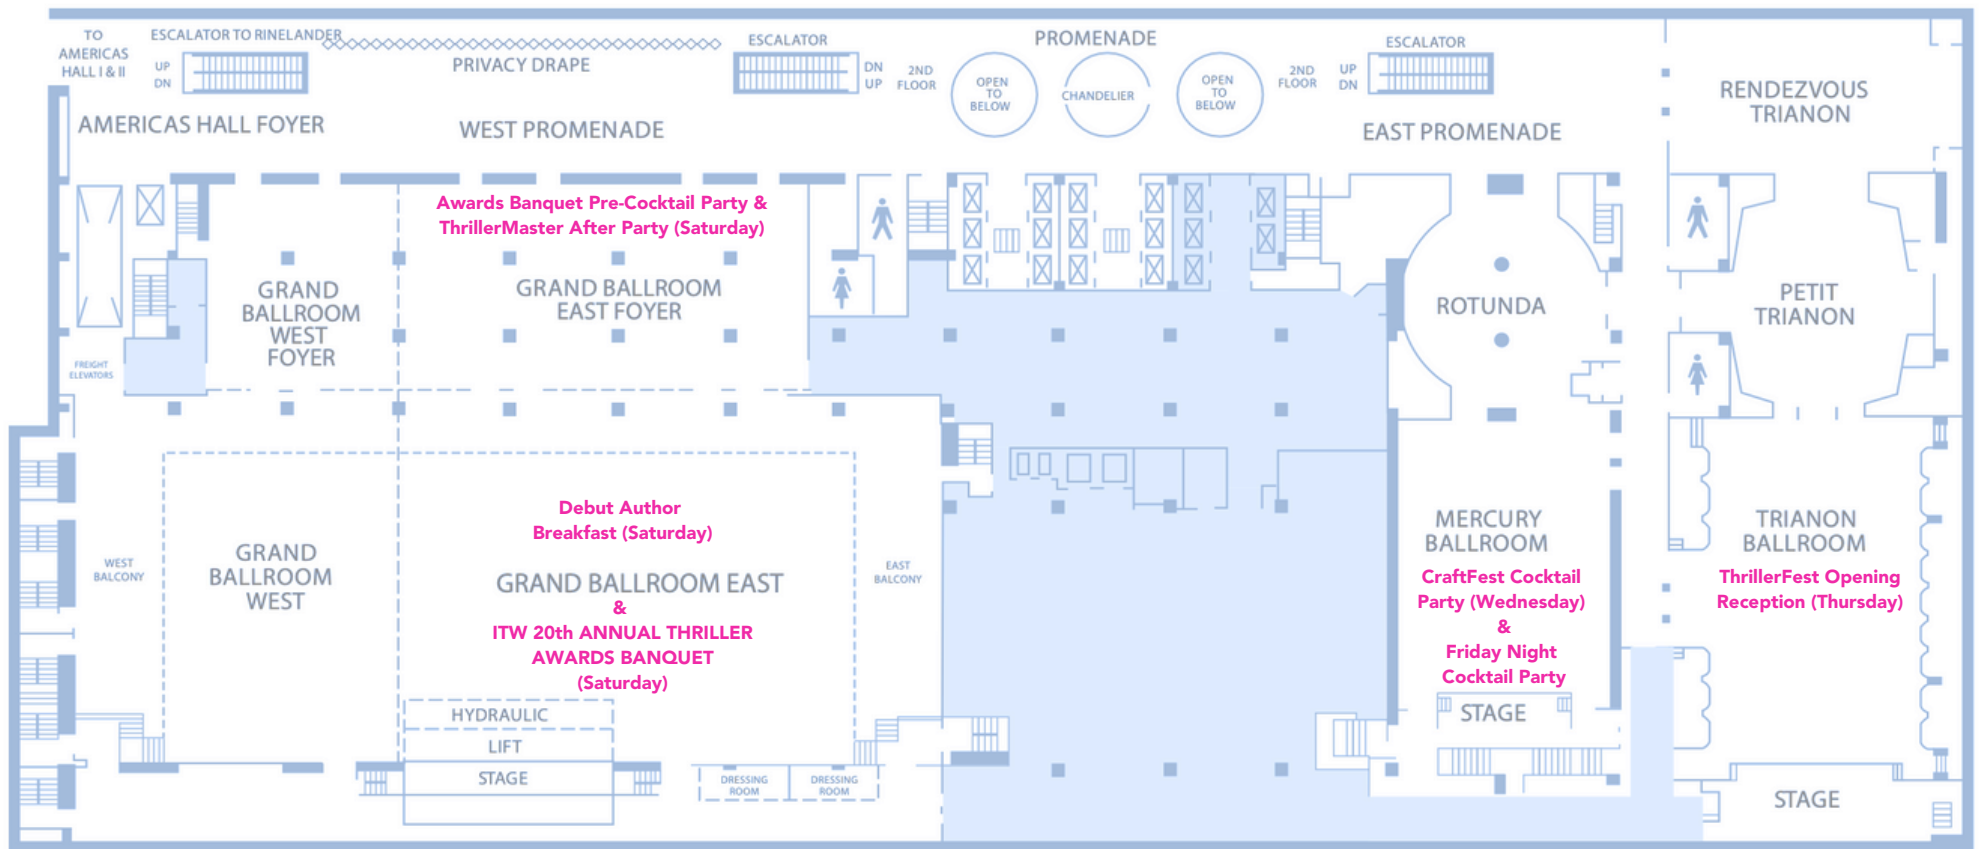 TO
AMERICAS
HALL I & II
ESCALATOR TO RINELANDER
UP
DN
PRIVACY DRAPE
ESCALATOR
DN
UP
2ND
FLOOR
PROMENADE
OPEN
TO
BELOW
CHANDELIER
OPEN
TO
BELOW
2ND
FLOOR
ESCALATOR
UP
DN
RENDEZVOUS
TRIANON
AMERICAS HALL FOYER
WEST PROMENADE
EAST PROMENADE
Awards Banquet Pre-Cocktail Party &
ThrillerMaster After Party (Saturday)
GRAND
BALLROOM
WEST
FOYER
GRAND BALLROOM
EAST FOYER
ROTUNDA
PETIT
TRIANON
FREIGHT
ELEVATORS
WEST
BALCONY
GRAND
BALLROOM
WEST
Debut Author
Breakfast (Saturday)
GRAND BALLROOM EAST
&
ITW 20th ANNUAL THRILLER
AWARDS BANQUET
(Saturday)
EAST
BALCONY
MERCURY
BALLROOM
CraftFest Cocktail
Party (Wednesday)
&
Friday Night
Cocktail Party
STAGE
TRIANON
BALLROOM
ThrillerFest Opening
Reception (Thursday)
HYDRAULIC
LIFT
STAGE
DRESSING
ROOM
DRESSING
ROOM
STAGE